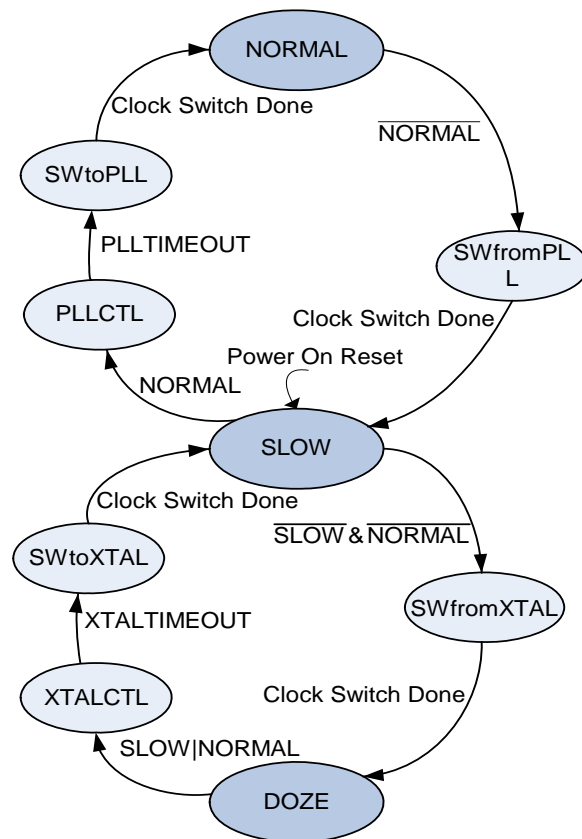 NORMAL
Clock Switch Done
NORMAL
SWtoPLL
SWfromPL
L
PLLTIMEOUT
PLLCTL
Clock Switch Done
Power On Reset
NORMAL
SLOW
Clock Switch Done
SLOW & NORMAL
SWtoXTAL
SWfromXTAL
XTALTIMEOUT
XTALCTL
Clock Switch Done
SLOW|NORMAL
DOZE